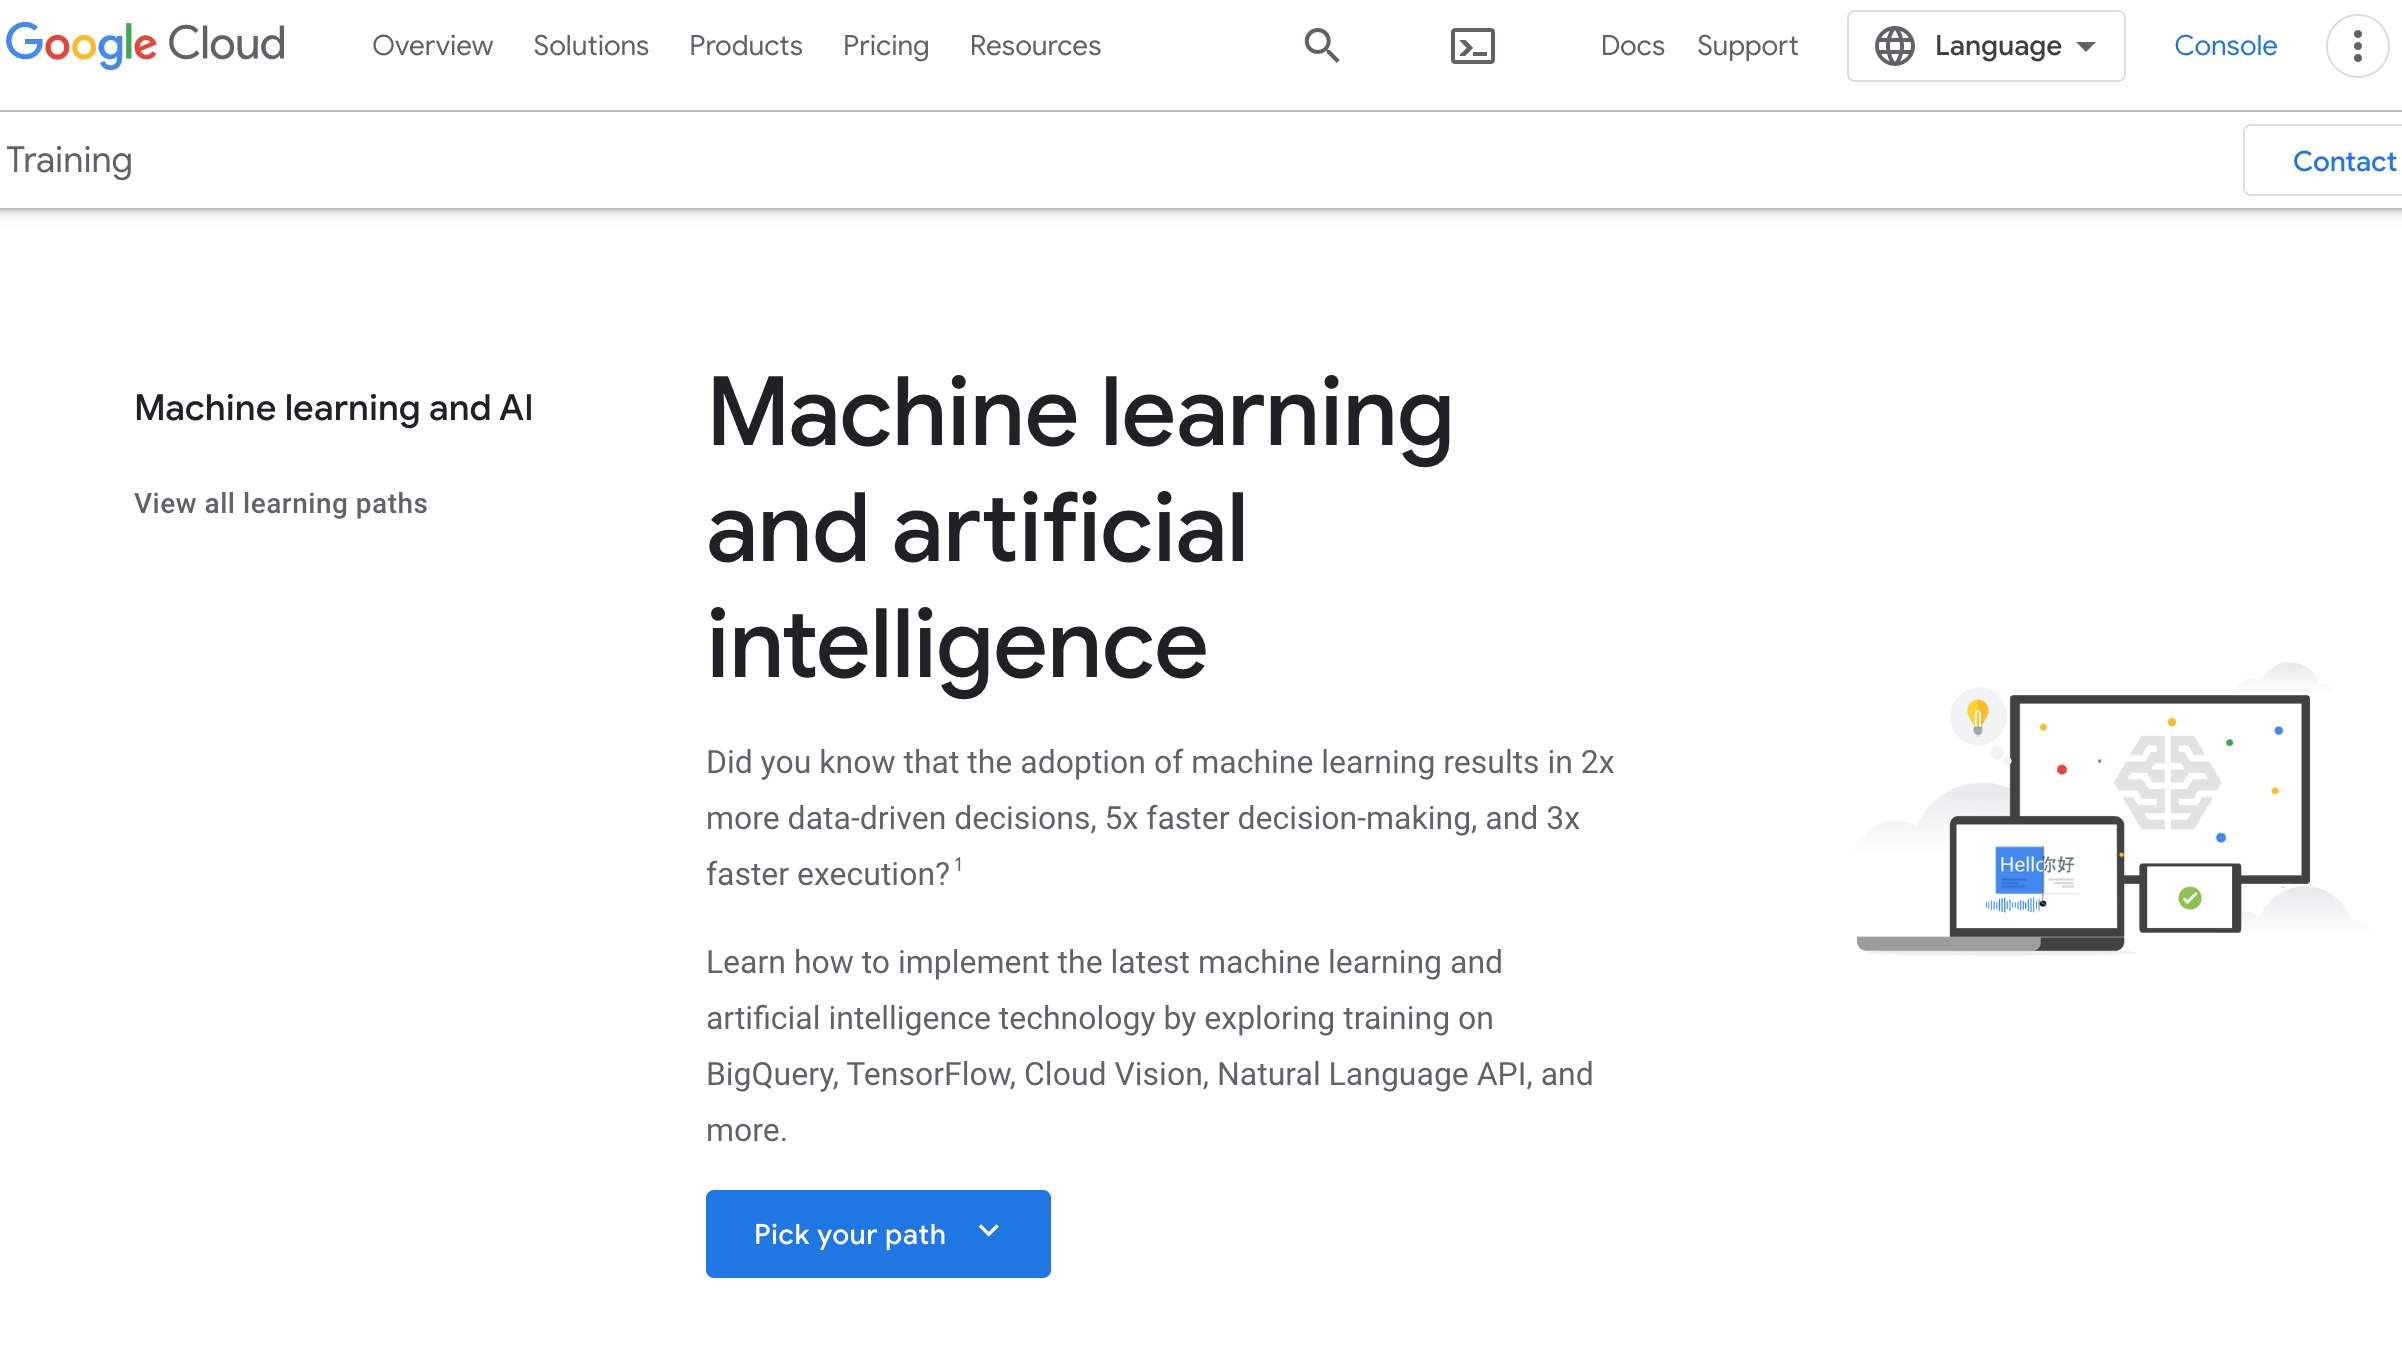 Google Cloud
Overview
Solutions
Products
Pricing
Resources
Docs
Support
Language
Console
Training
Contact
Machine learning and AI
View all learning paths
Machine learning
and artificial
intelligence
Did you know that the adoption of machine learning results in 2x
more data-driven decisions, 5x faster decision-making, and 3x
faster execution?1
Learn how to implement the latest machine learning and
artificial intelligence technology by exploring training on
BigQuery, TensorFlow, Cloud Vision, Natural Language API, and
more.
Pick your path
Hello你好